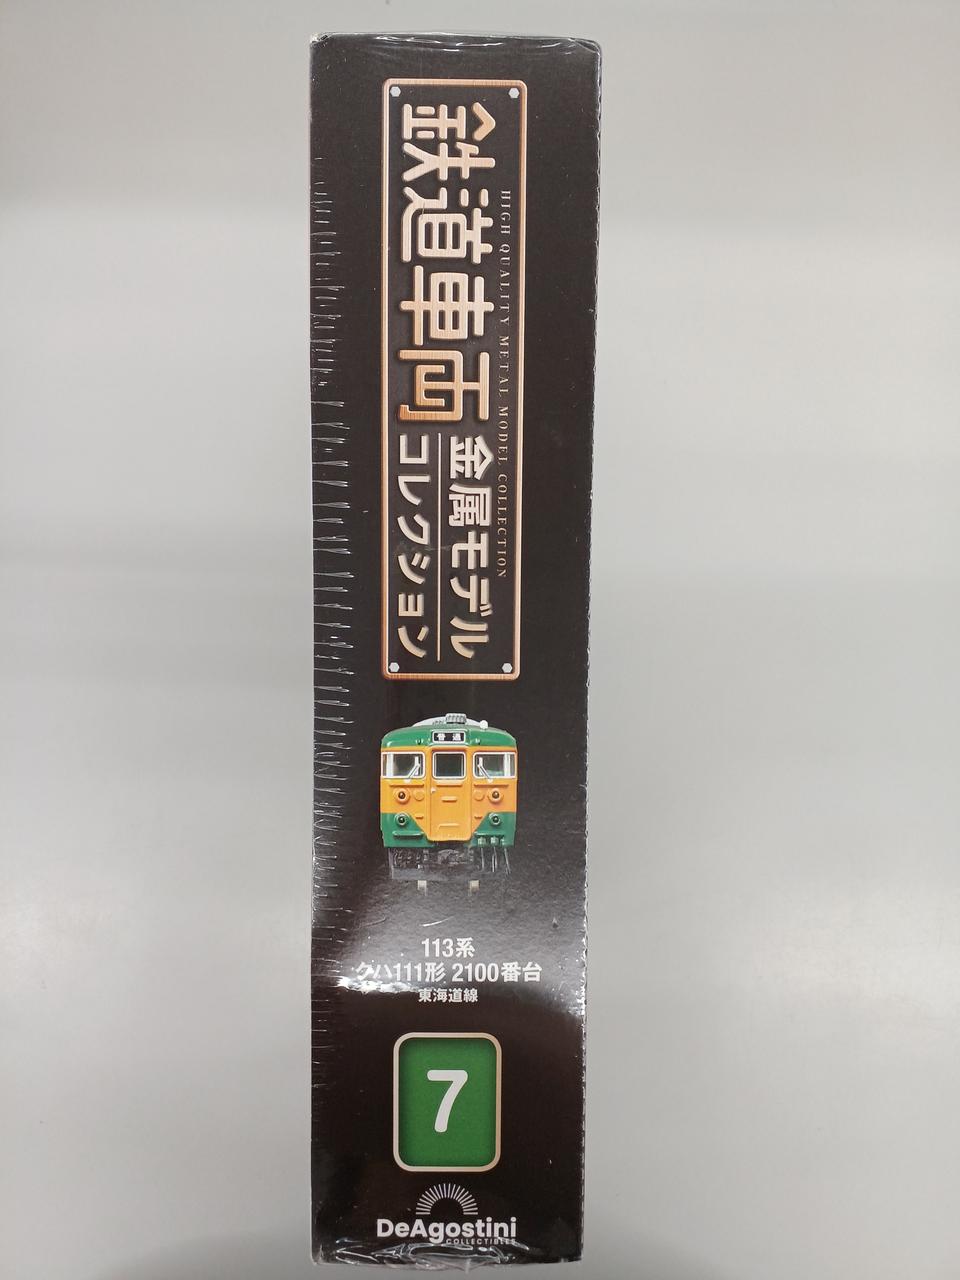 鉄道車両
金属モデル
コレクション
HIGH QUALITY METAL MODEL COLLECTION
普通
113系
クハ111形 2100番台
東海道線
7
DeAgostini
COLLECTIBLES